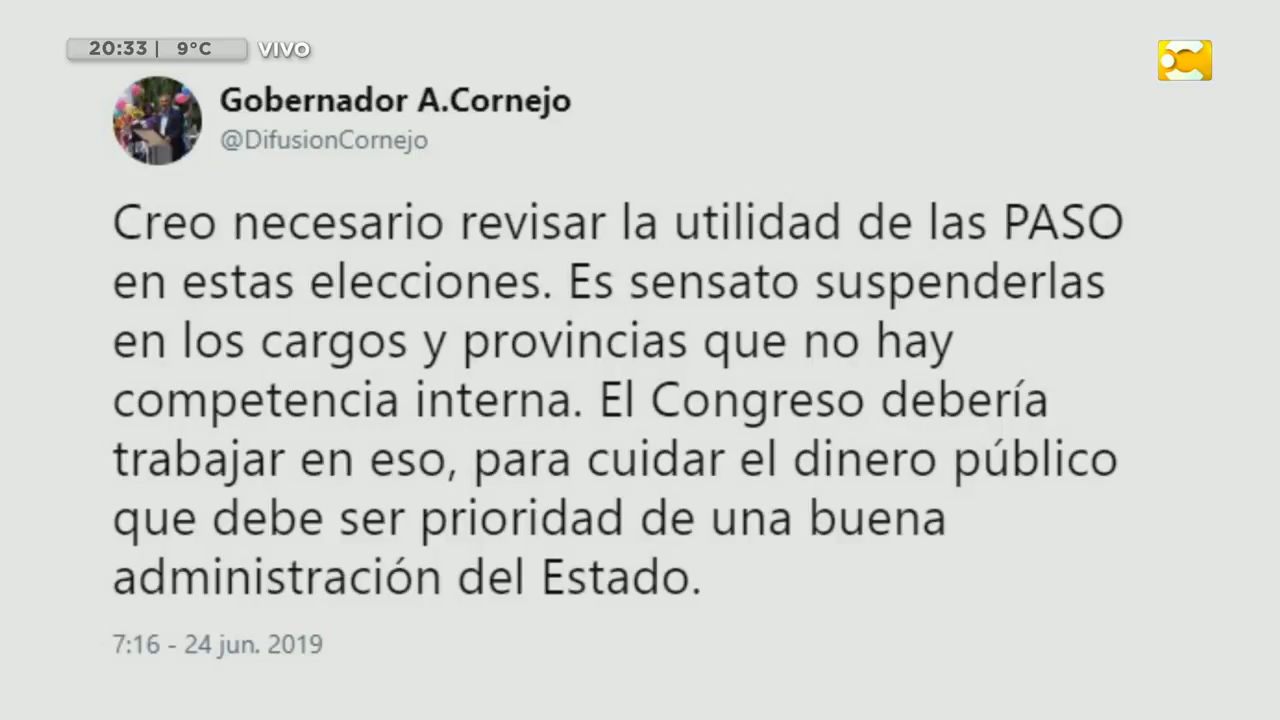 20:33 | 9°C VIVO
Gobernador A.Cornejo
@DifusionCornejo
Creo necesario revisar la utilidad de las PASO
en estas elecciones. Es sensato suspenderlas
en los cargos y provincias que no hay
competencia interna. El Congreso debería
trabajar en eso, para cuidar el dinero público
que debe ser prioridad de una buena
administración del Estado.
7:16 - 24 jun. 2019